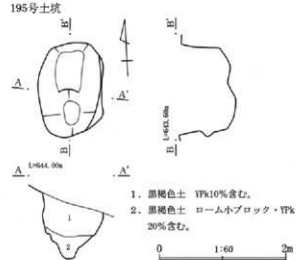 195号土坑
B
B'
A
A'
B
B'
L=643.60m
L=644.00m
A
A'
1
2
1. 黒褐色土 YPk10%含む。
2. 黒褐色土 ローム小ブロック・YPk
20%含む。
0 1:60 2m